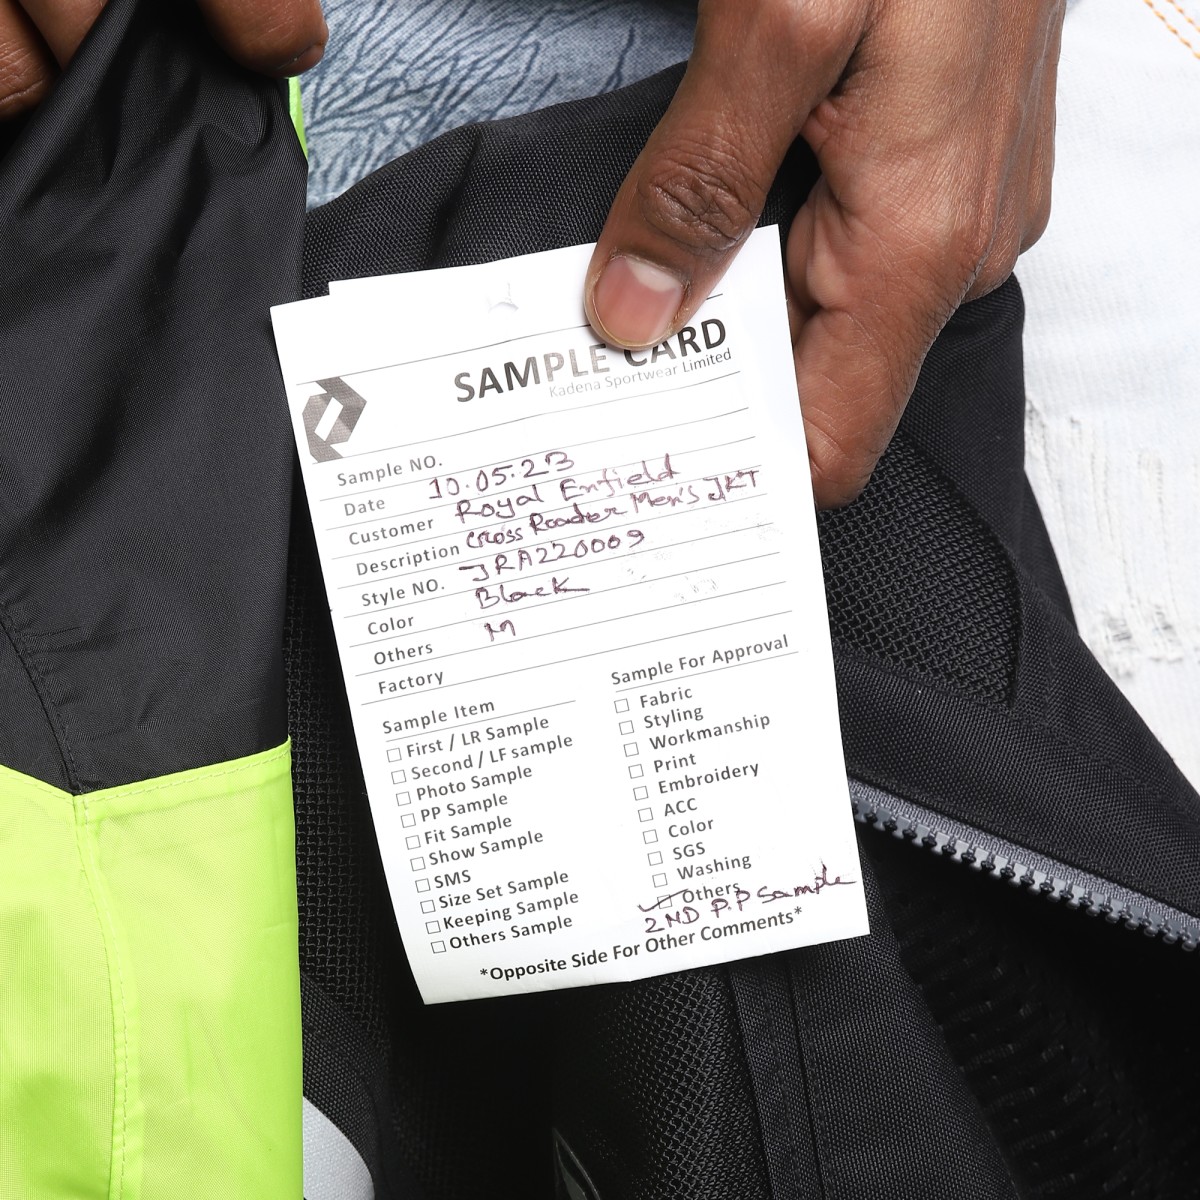 SAMPLE CARD
Kadena Sportwear Limited
Sample NO.
Date 10.05.23
Customer Royal Enfield
Description Cross Roader Men's JKT
Style NO. JRA220009
Color Black
Others M
Factory
Sample Item
First / LR Sample
Second / LF sample
Photo Sample
PP Sample
Fit Sample
Show Sample
SMS
Size Set Sample
Keeping Sample
Others Sample
Sample For Approval
Fabric
Styling
Workmanship
Print
Embroidery
ACC
Color
SGS
Washing
Others
2ND P.P Sample
*Opposite Side For Other Comments*